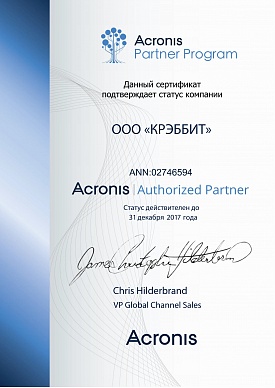 Acronis
Partner Program
Данный сертификат
подтверждает статус компании
ООО «КРЭББИТ»
ANN:02746594
Acronis | Authorized Partner
Статус действителен до
31 декабря 2017 года
James Christopher Hilderbrand
Chris Hilderbrand
VP Global Channel Sales
Acronis